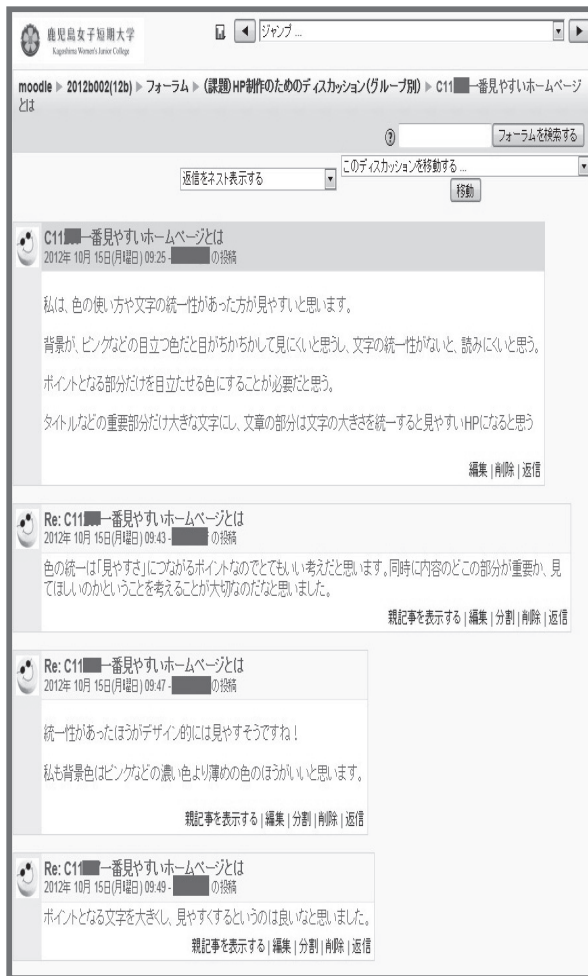 鹿児島女子短期大学
Kagoshima Women's Junior College
ジャンプ...
moodle ▶ 2012b002(12b) ▶ フォーラム ▶ (課題)HP制作のためのディスカッション(グループ別) ▶ C11 一番見やすいホームページ
とは
フォーラムを検索する
返信をネスト表示する
このディスカッションを移動する...
移動
C11 一番見やすいホームページとは
2012年 10月 15日(月曜日) 09:25 - の投稿
私は、色の使い方や文字の統一性があった方が見やすいと思います。
背景が、ピンクなどの目立つ色だと目がちかちかして見にくいと思うし、文字の統一性がないと、読みにくいと思う。
ポイントとなる部分だけを目立たせる色にすることが必要だと思う。
タイトルなどの重要部分だけ大きな文字にし、文章の部分は文字の大きさを統一すると見やすいHPになると思う
編集 | 削除 | 返信
Re: C11 一番見やすいホームページとは
2012年 10月 15日(月曜日) 09:43 - の投稿
色の統一は「見やすさ」につながるポイントなのでとてもいい考えだと思います。同時に内容のどこの部分が重要か、見
てほしいのかということを考えることが大切なのだなと思いました。
親記事を表示する | 編集 | 分割 | 削除 | 返信
Re: C11 一番見やすいホームページとは
2012年 10月 15日(月曜日) 09:47 - の投稿
統一性があったほうがデザイン的には見やすそうですね！
私も背景色はピンクなどの濃い色より薄めの色のほうがいいと思います。
親記事を表示する | 編集 | 分割 | 削除 | 返信
Re: C11 一番見やすいホームページとは
2012年 10月 15日(月曜日) 09:49 - の投稿
ポイントとなる文字を大きくし、見やすくするというのは良いなと思いました。
親記事を表示する | 編集 | 分割 | 削除 | 返信